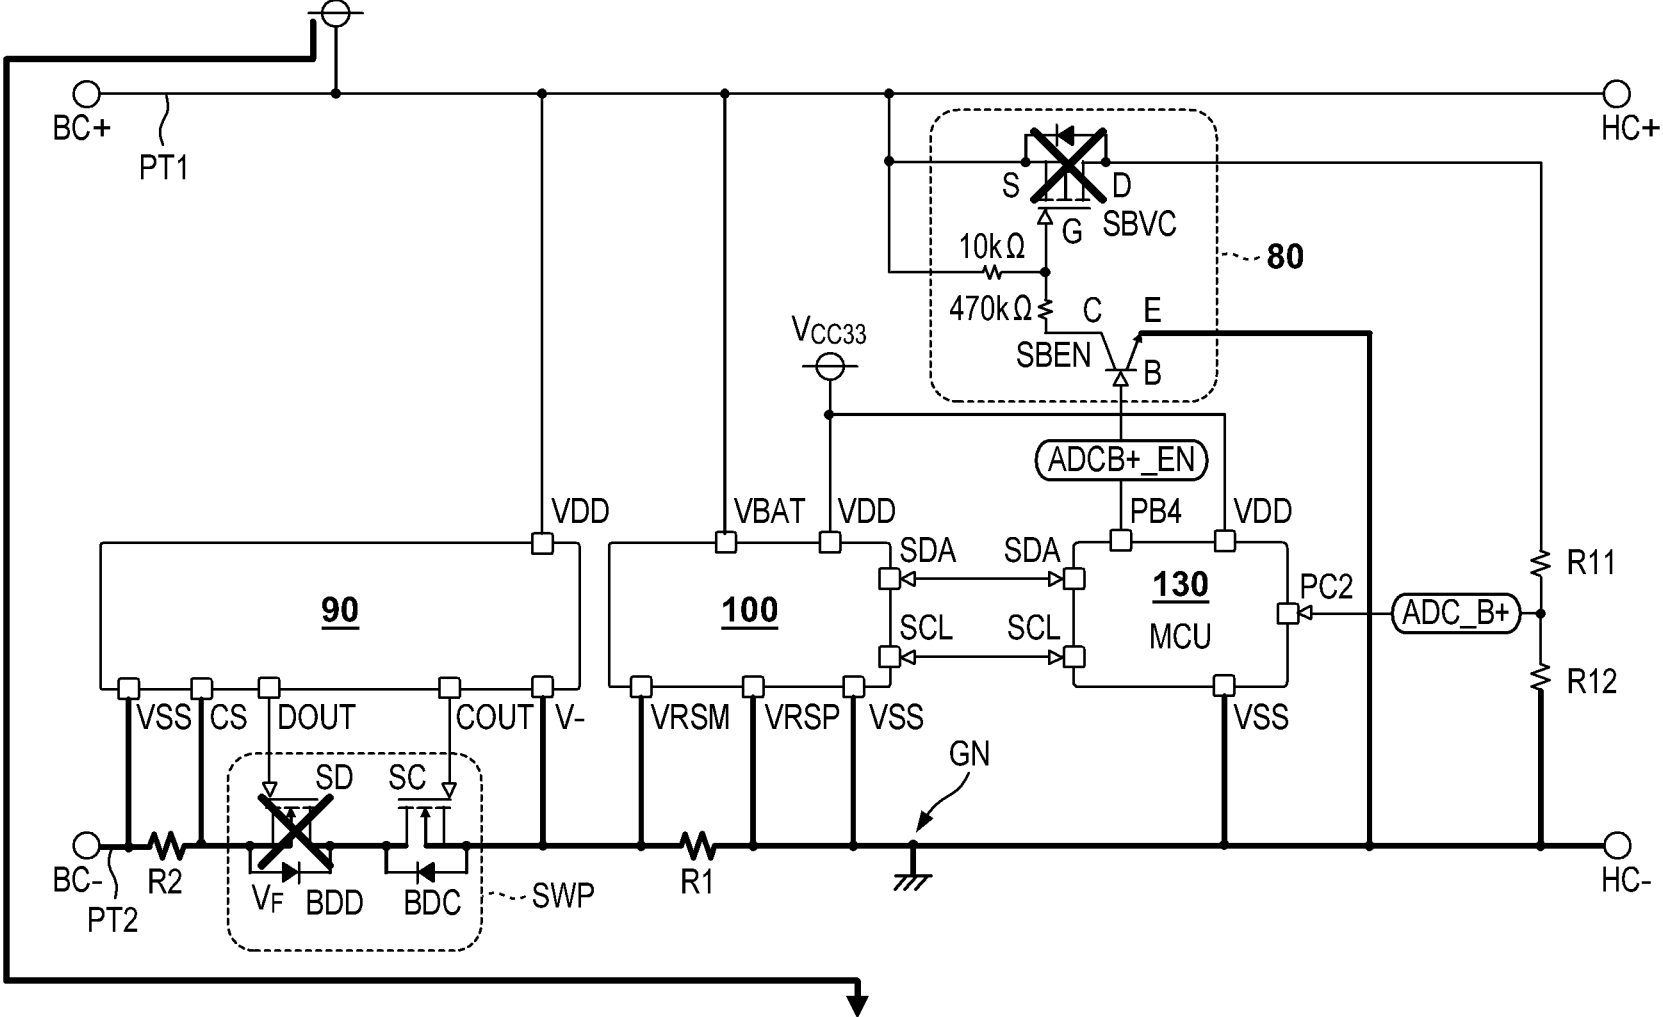 BC+
HC+
PT1
S
D
G
SBVC
10kΩ
80
470kΩ
C
E
VCC33
SBEN
B
ADCB+_EN
VDD
VBAT
VDD
PB4
VDD
SDA
SDA
R11
90
100
130
PC2
ADC_B+
SCL
SCL
MCU
R12
VSS
CS
DOUT
COUT
V-
VRSM
VRSP
VSS
VSS
SD
SC
GN
BC-
R2
VF
BDD
BDC
SWP
R1
HC-
PT2